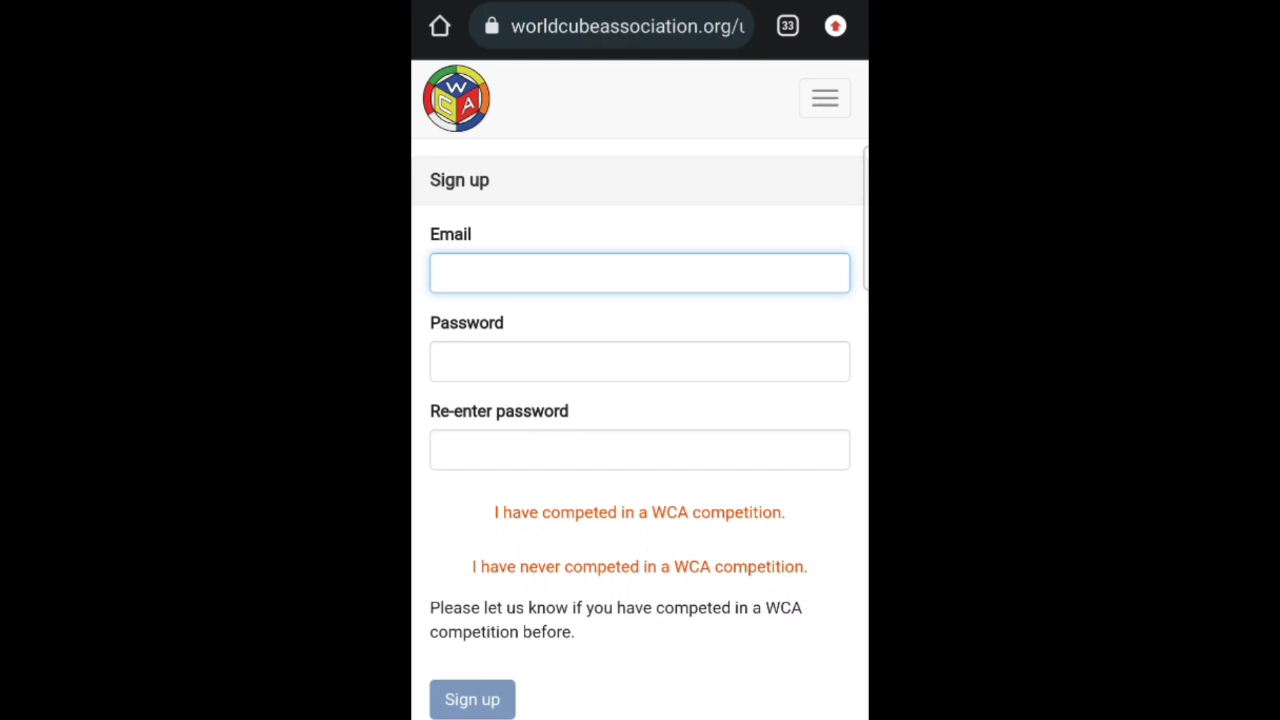 worldcubeassociation.org/u
33
W
C A
Sign up
Email
Password
Re-enter password
I have competed in a WCA competition.
I have never competed in a WCA competition.
Please let us know if you have competed in a WCA
competition before.
Sign up